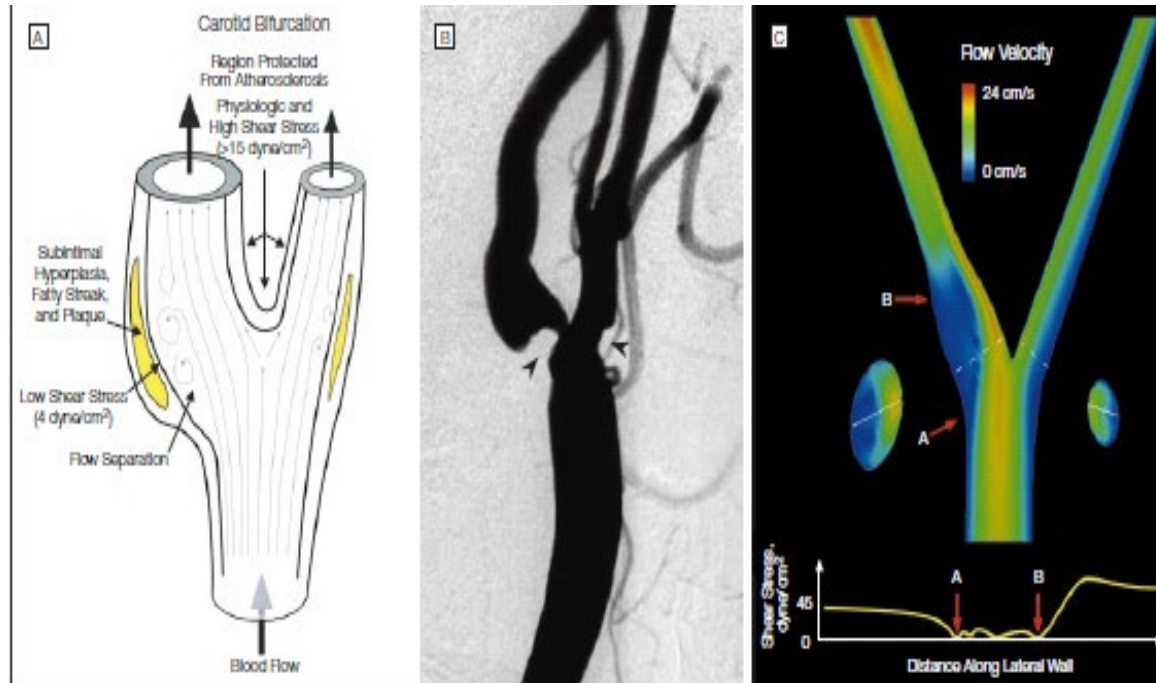 A
Carotid Bifurcation
Region Protected
From Atherosclerosis
Physiologic and
High Shear Stress
(>15 dyne/cm²)
Subintimal
Hyperplasia,
Fatty Streak,
and Plaque
Low Shear Stress
(4 dyne/cm²)
Flow Separation
Blood Flow
B
C
Flow Velocity
24 cm/s
0 cm/s
B
A
Shear Stress,
dyne/cm²
45
0
A
B
Distance Along Lateral Wall